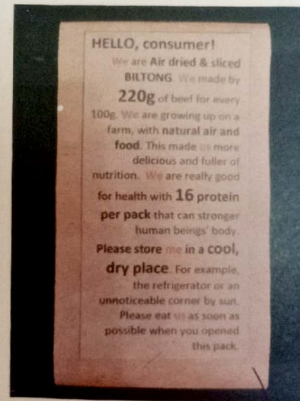 HELLO, consumer!
We are Air dried & sliced
BILTONG. We made by
220g of beef for every
100g. We are growing up on a
farm, with natural air and
food. This made us more
delicious and fuller of
nutrition. We are really good
for health with 16 protein
per pack that can stronger
human beings' body.
Please store me in a cool,
dry place. For example,
the refrigerator or an
unnoticeable corner by sun.
Please eat us as soon as
possible when you opened
this pack.